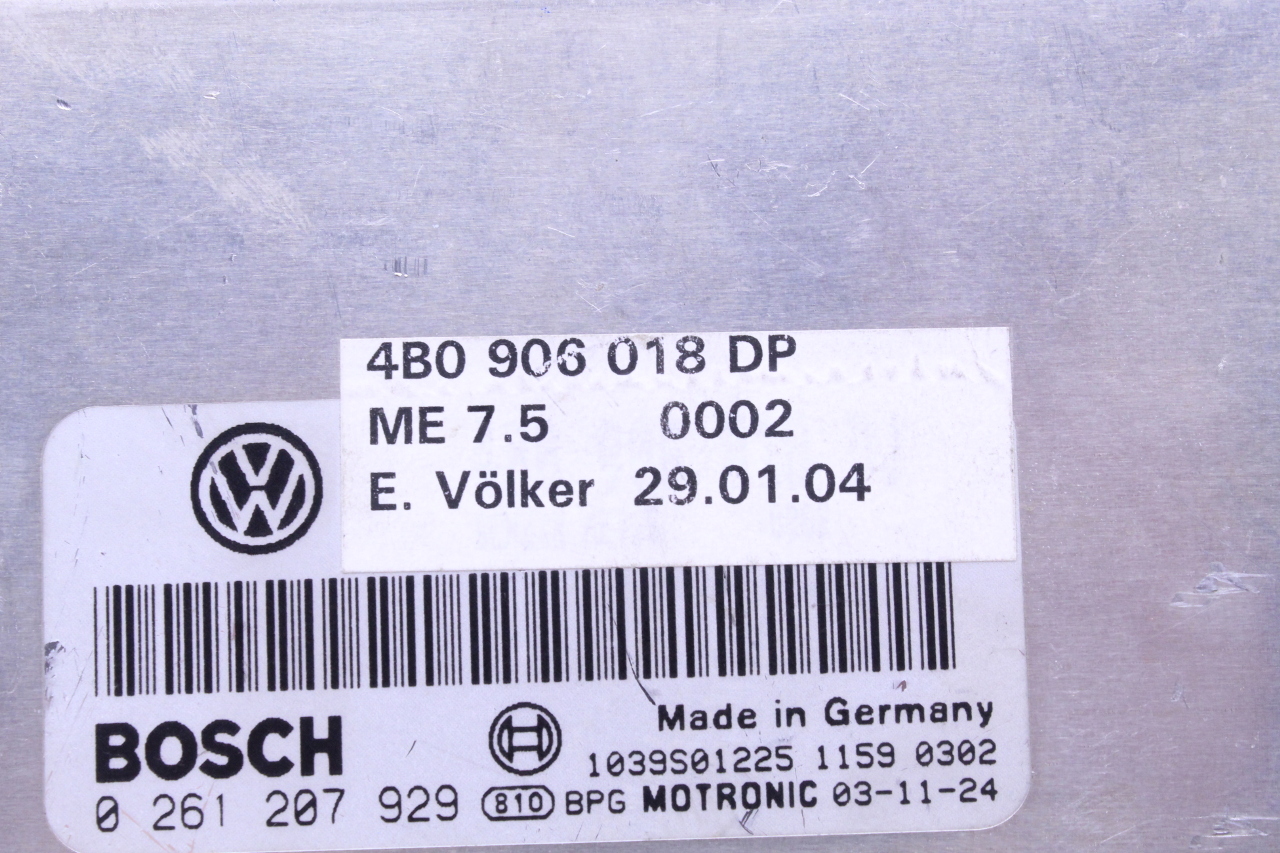 4B0 906 018 DP
ME 7.5 0002
E. Völker 29.01.04
BOSCH
Made in Germany
1039S01225 1159 0302
0 261 207 929 810 BPG MOTRONIC 03-11-24